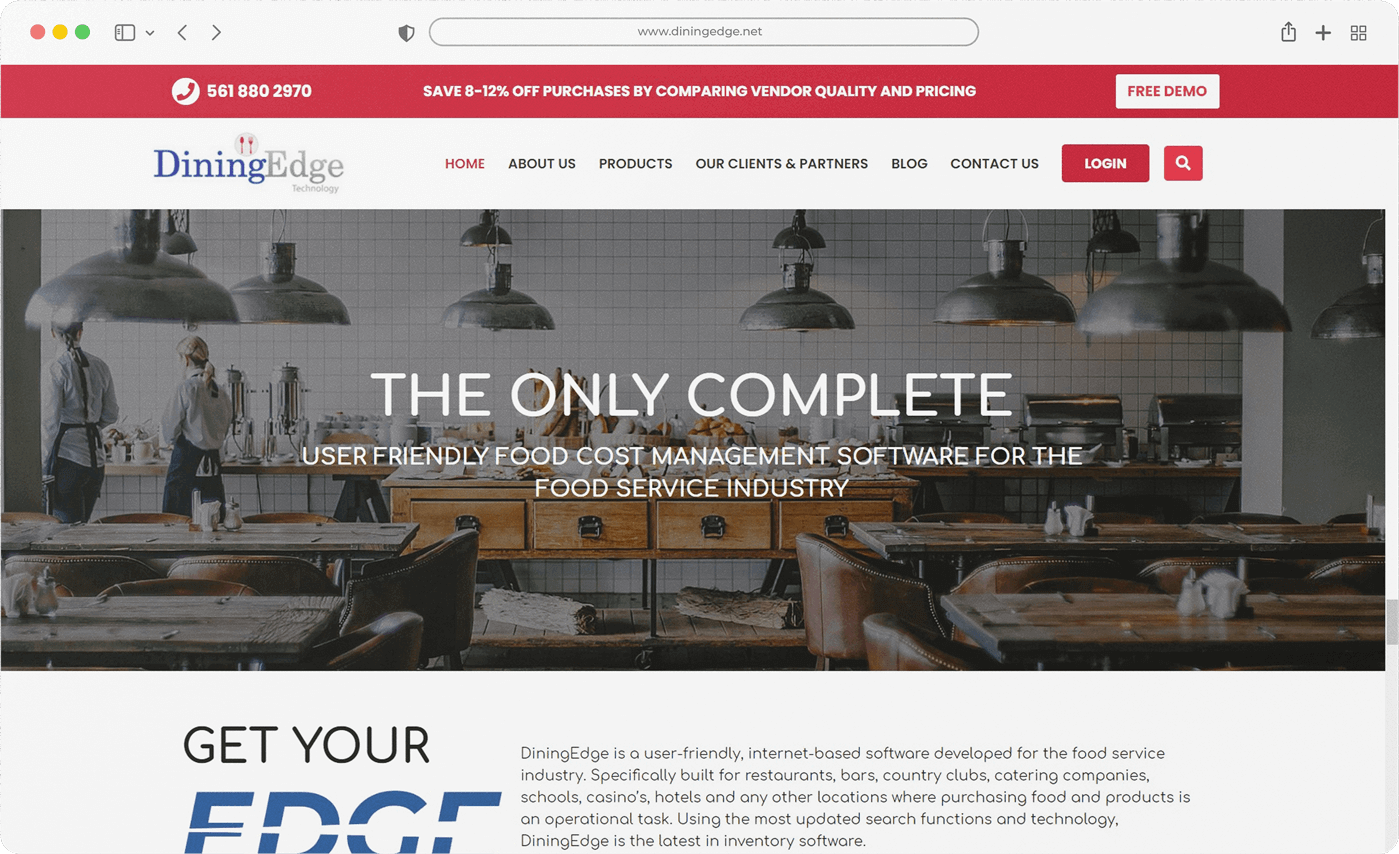 www.diningedge.net
561 880 2970
SAVE 8-12% OFF PURCHASES BY COMPARING VENDOR QUALITY AND PRICING
FREE DEMO
DiningEdge
Technology
HOME
ABOUT US
PRODUCTS
OUR CLIENTS & PARTNERS
BLOG
CONTACT US
LOGIN
THE ONLY COMPLETE
USER FRIENDLY FOOD COST MANAGEMENT SOFTWARE FOR THE
FOOD SERVICE INDUSTRY
GET YOUR
EDGE
DiningEdge is a user-friendly, internet-based software developed for the food service
industry. Specifically built for restaurants, bars, country clubs, catering companies,
schools, casino's, hotels and any other locations where purchasing food and products is
an operational task. Using the most updated search functions and technology,
DiningEdge is the latest in inventory software.